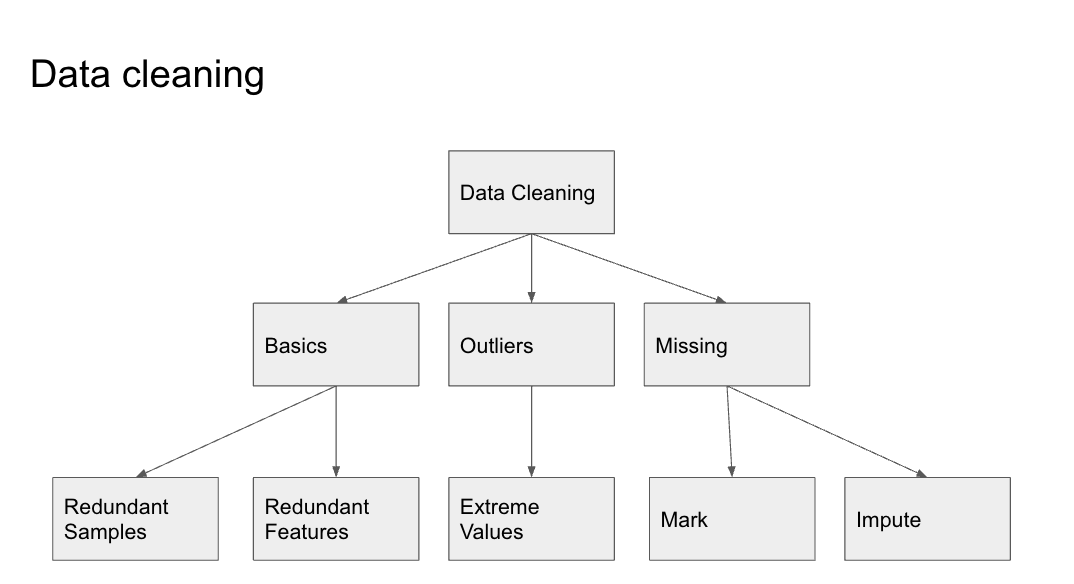 Data cleaning
Data Cleaning
Basics
Outliers
Missing
Redundant
Samples
Redundant
Features
Extreme
Values
Mark
Impute